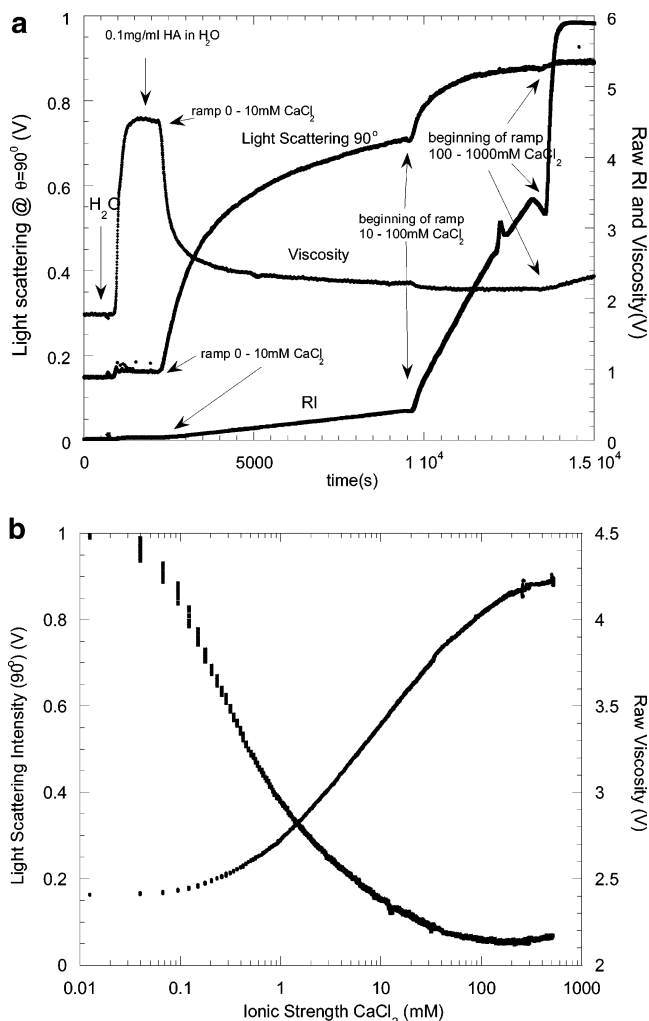 a
0.1mg/ml HA in H2O
ramp 0 - 10mM CaCl2
Light Scattering 90°
beginning of ramp
100 - 1000mM CaCl2
H2O
beginning of ramp
10 - 100mM CaCl2
Viscosity
ramp 0 - 10mM CaCl2
RI
1
0.8
0.6
0.4
0.2
0
Light scattering @ θ=90° (V)
6
5
4
3
2
1
0
Raw RI and Viscosity(V)
0
5000
1 10^4
1.5 10^4
time(s)
b
1
0.8
0.6
0.4
0.2
0
Light Scattering Intensity (90°) (V)
4.5
4
3.5
3
2.5
2
Raw Viscosity (V)
0.01
0.1
1
10
100
1000
Ionic Strength CaCl2 (mM)